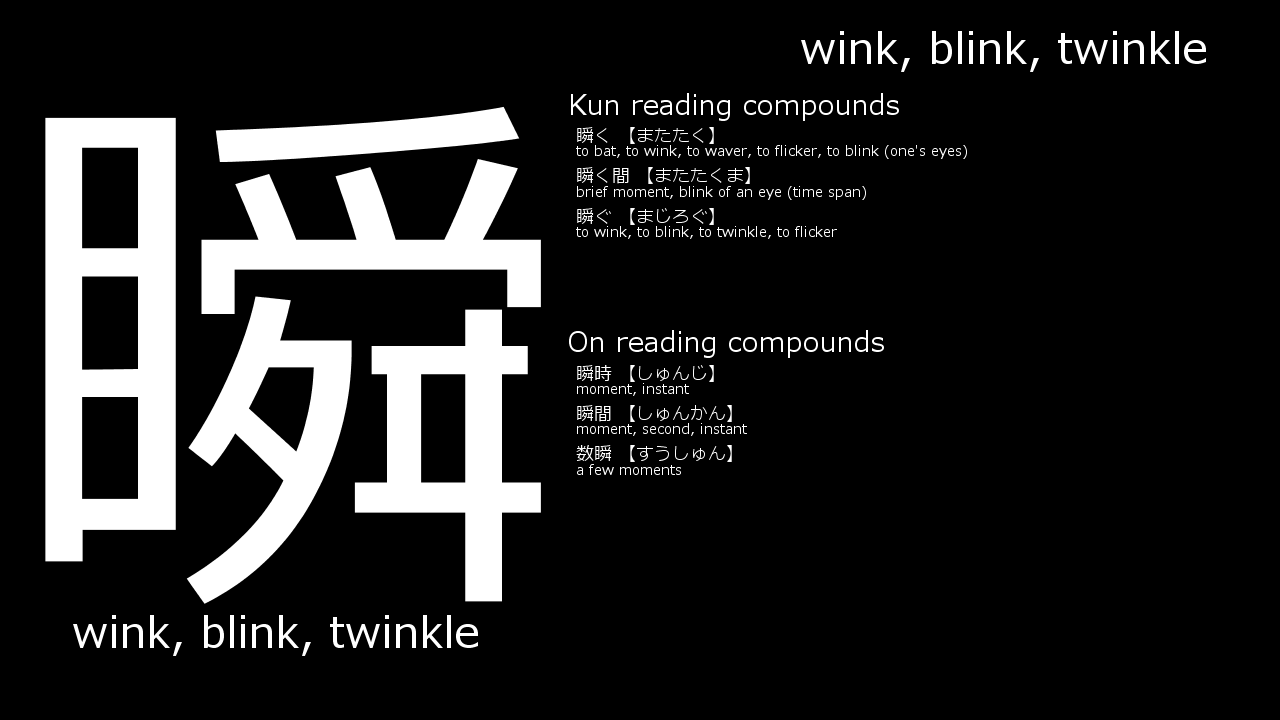 wink, blink, twinkle
瞬
wink, blink, twinkle
Kun reading compounds
瞬く 【またたく】
to bat, to wink, to waver, to flicker, to blink (one's eyes)
瞬く間 【またたくま】
brief moment, blink of an eye (time span)
瞬ぐ 【まじろぐ】
to wink, to blink, to twinkle, to flicker
On reading compounds
瞬時 【しゅんじ】
moment, instant
瞬間 【しゅんかん】
moment, second, instant
数瞬 【すうしゅん】
a few moments